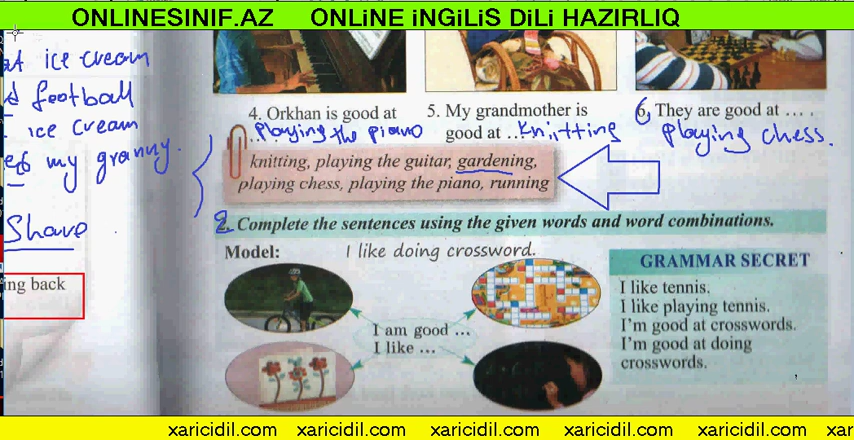 ONLINESINIF.AZ ONLiNE iNGiLiS DiLi HAZIRLIQ
ice cream
football
ice cream
my granny.
Share
ing back
4. Orkhan is good at
playing the piano
5. My grandmother is
good at ..knitting
6, They are good at ... .
playing chess.
knitting, playing the guitar, gardening,
playing chess, playing the piano, running
2. Complete the sentences using the given words and word combinations.
Model: I like doing crossword.
I am good ...
I like ...
GRAMMAR SECRET
I like tennis.
I like playing tennis.
I'm good at crosswords.
I'm good at doing
crosswords.
xaricidil.com xaricidil.com xaricidil.com xaricidil.com xaricidil.com xar